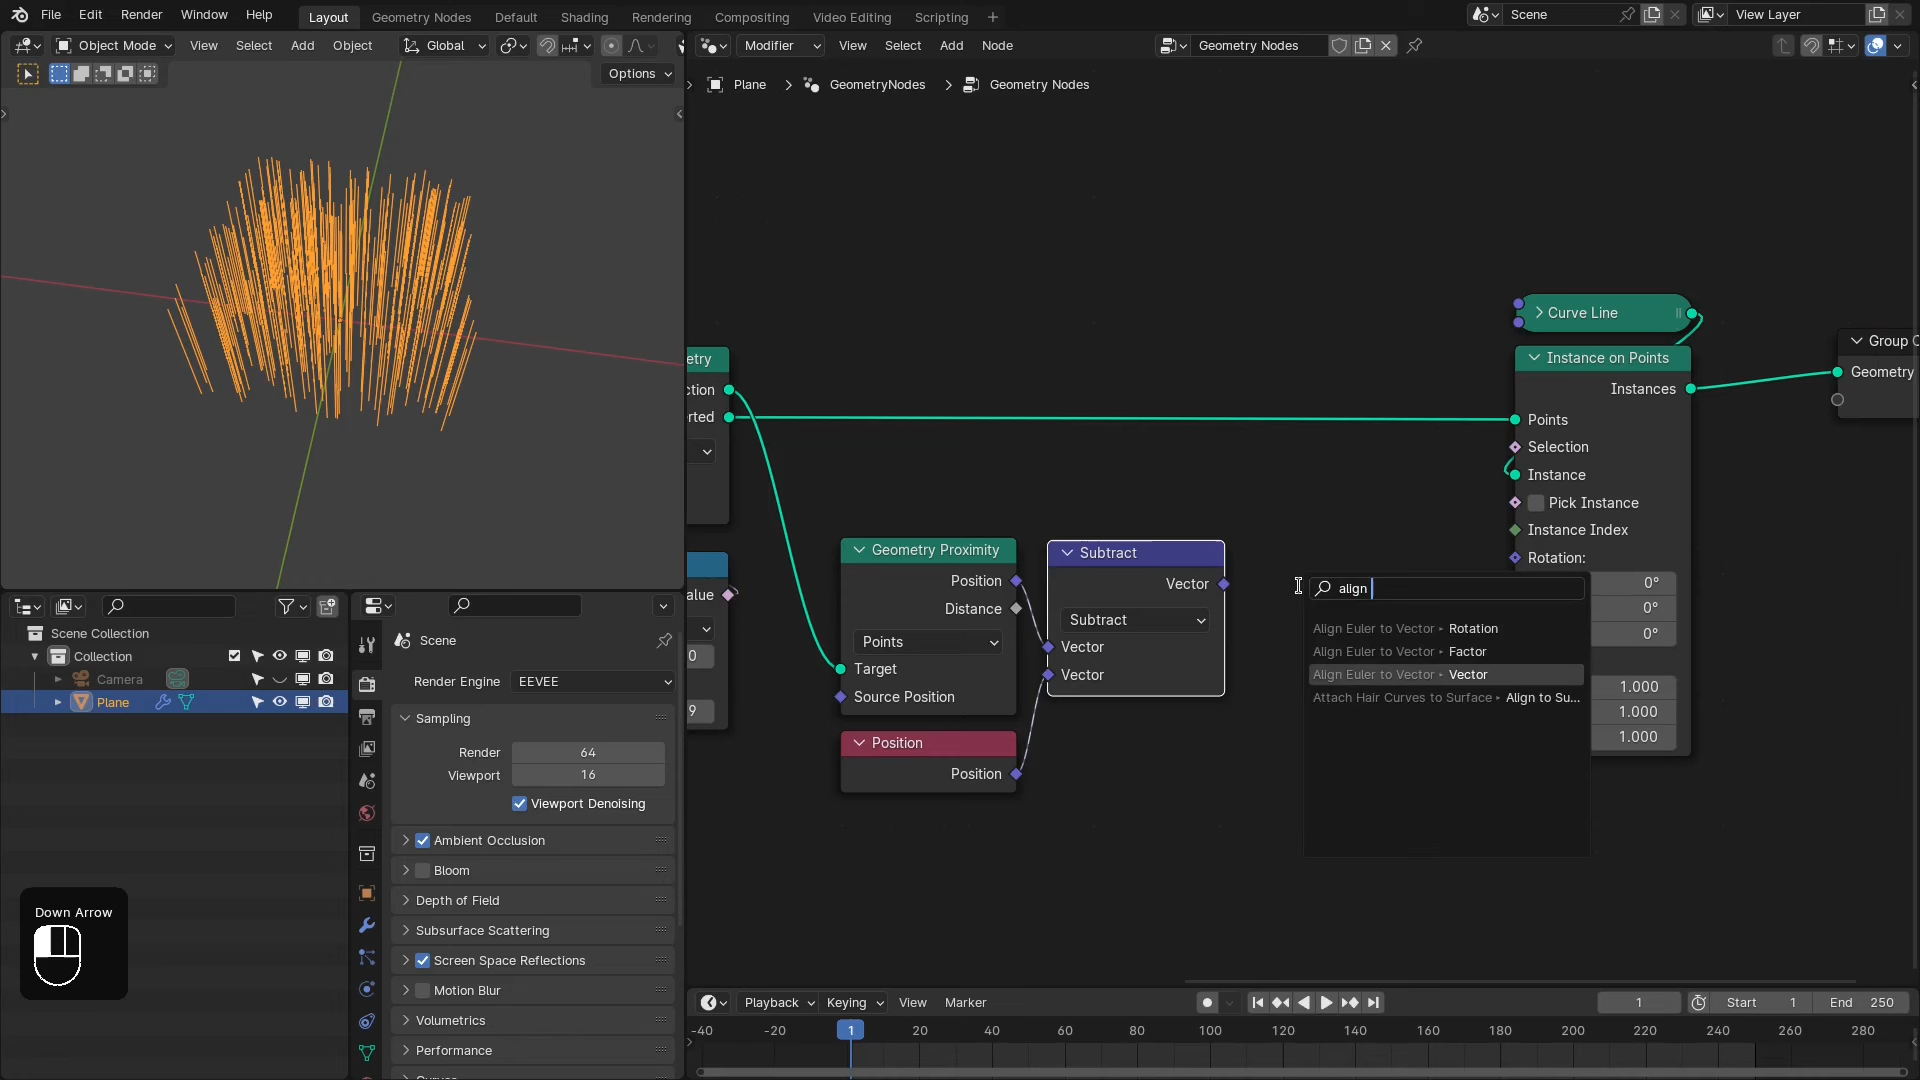 File Edit Render Window Help
Layout Geometry Nodes Default Shading Rendering Compositing Video Editing Scripting +
Scene
View Layer
Object Mode View Select Add Object Global
Options
Modifier View Select Add Node Geometry Nodes
Plane > GeometryNodes > Geometry Nodes
etry
ction
rted
alue
0
9
Geometry Proximity
Position
Distance
Points
Target
Source Position
Position
Position
Subtract
Vector
Subtract
Vector
Vector
Curve Line
Instance on Points
Instances
Points
Selection
Instance
Pick Instance
Instance Index
Rotation:
0°
0°
0°
1.000
1.000
1.000
Group
Geometry
align
Align Euler to Vector ▸ Rotation
Align Euler to Vector ▸ Factor
Align Euler to Vector ▸ Vector
Attach Hair Curves to Surface ▸ Align to Su...
Scene Collection
Collection
Camera
Plane
Scene
Render Engine EEVEE
Sampling
Render 64
Viewport 16
Viewport Denoising
Ambient Occlusion
Bloom
Depth of Field
Subsurface Scattering
Screen Space Reflections
Motion Blur
Volumetrics
Performance
Down Arrow
Playback Keying View Marker
1 Start 1 End 250
-40 -20 1 20 40 60 80 100 120 140 160 180 200 220 240 260 280